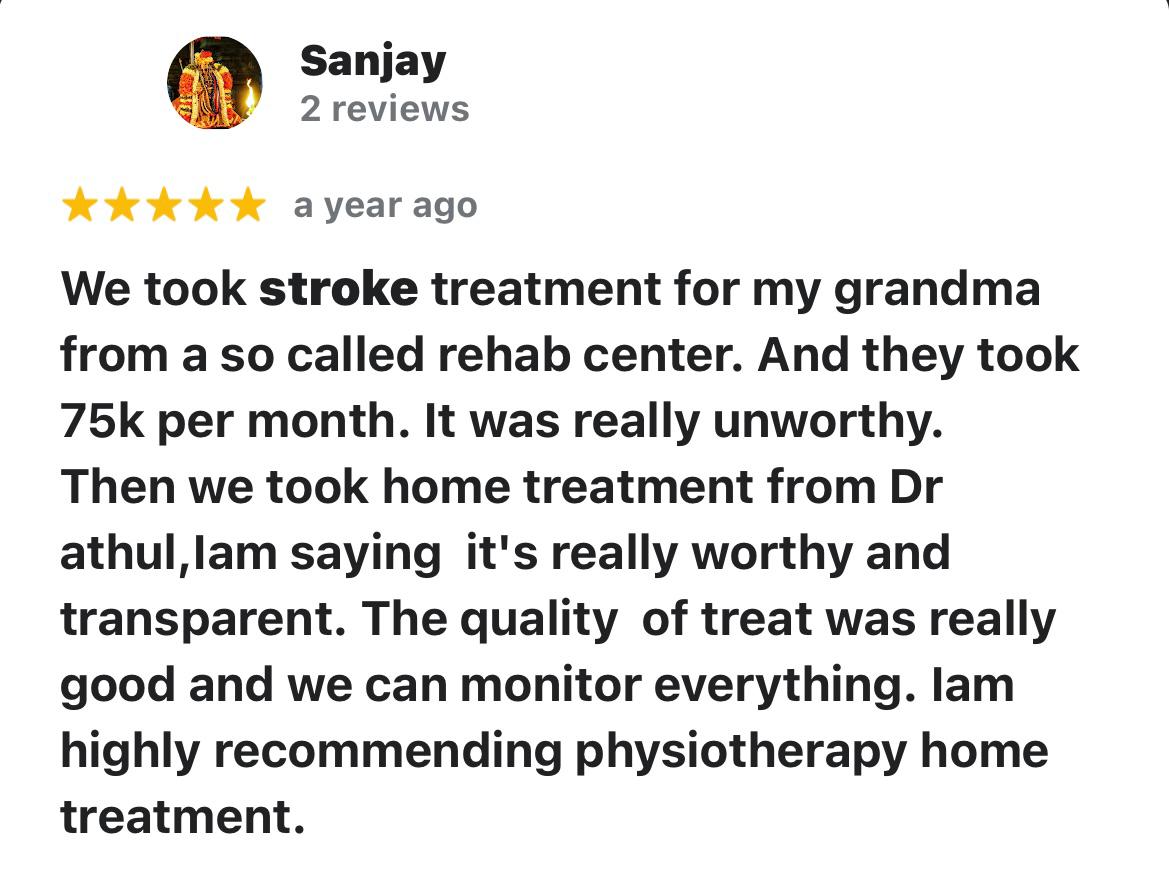 Sanjay
2 reviews
a year ago
We took stroke treatment for my grandma
from a so called rehab center. And they took
75k per month. It was really unworthy.
Then we took home treatment from Dr
athul,Iam saying  it's really worthy and
transparent. The quality  of treat was really
good and we can monitor everything. Iam
highly recommending physiotherapy home
treatment.